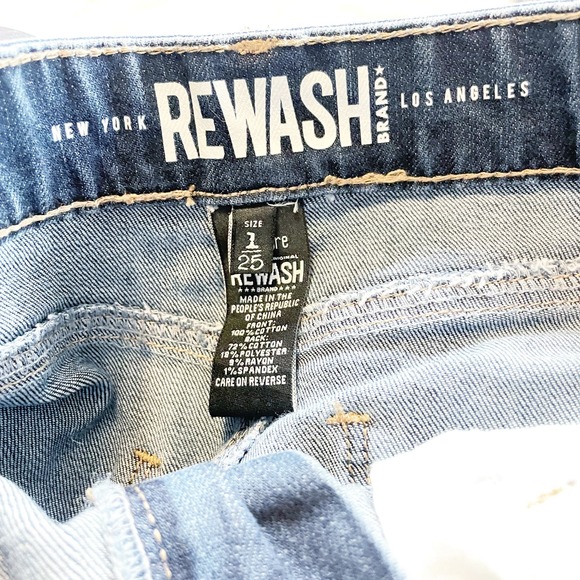 NEW YORK REWASH BRAND★ LOS ANGELES
SIZE
1
25
ORIGINAL
REWASH
★★★ BRAND ★★★
MADE IN THE
PEOPLE'S REPUBLIC
OF CHINA
FRONT:
100% COTTON
BACK:
72% COTTON
18% POLYESTER
9% RAYON
1% SPANDEX
CARE ON REVERSE